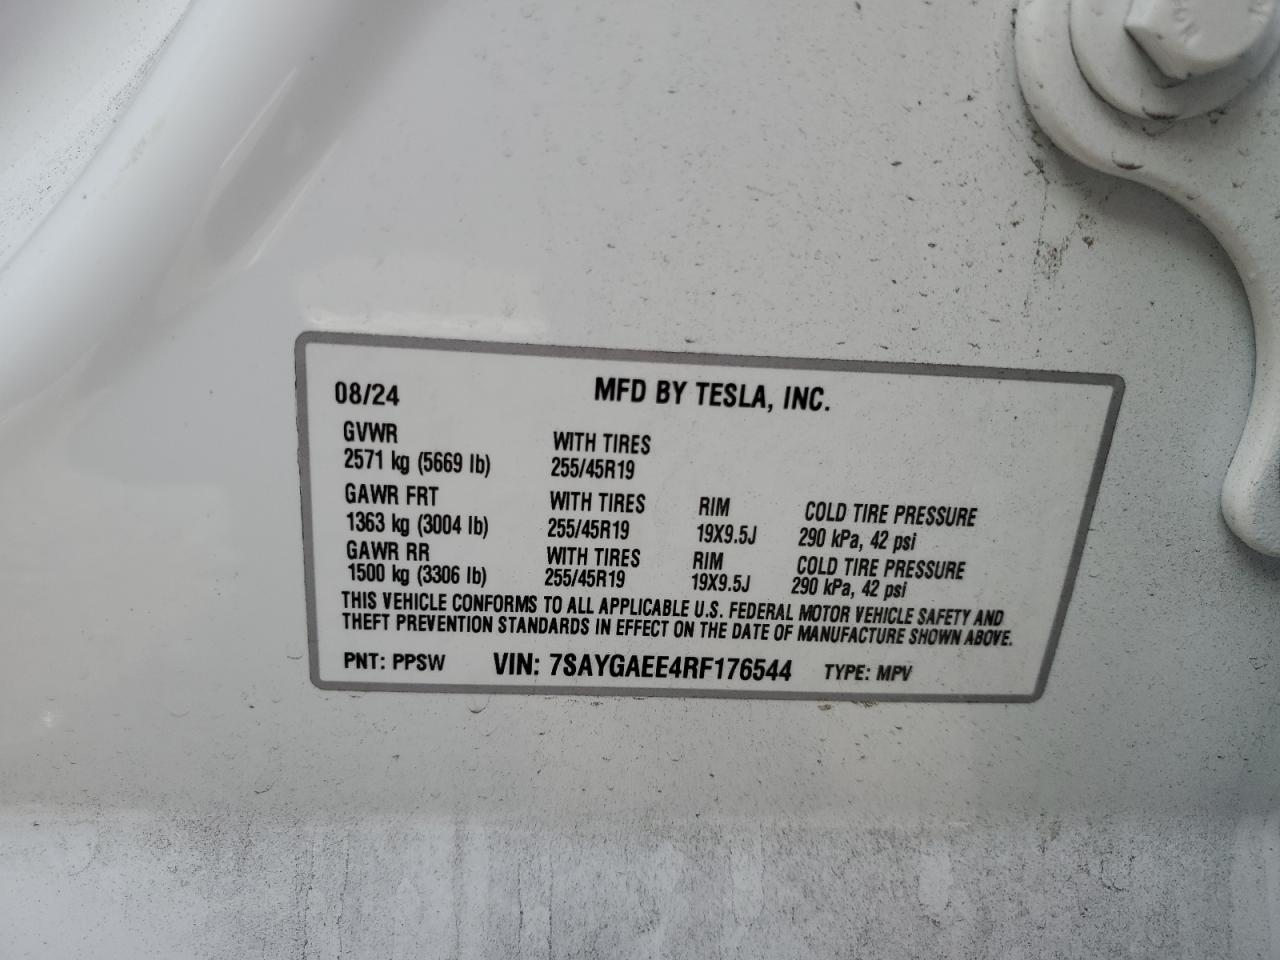 08/24 MFD BY TESLA, INC.
GVWR WITH TIRES
2571 kg (5669 lb) 255/45R19
GAWR FRT WITH TIRES RIM COLD TIRE PRESSURE
1363 kg (3004 lb) 255/45R19 19X9.5J 290 kPa, 42 psi
GAWR RR WITH TIRES RIM COLD TIRE PRESSURE
1500 kg (3306 lb) 255/45R19 19X9.5J 290 kPa, 42 psi
THIS VEHICLE CONFORMS TO ALL APPLICABLE U.S. FEDERAL MOTOR VEHICLE SAFETY AND
THEFT PREVENTION STANDARDS IN EFFECT ON THE DATE OF MANUFACTURE SHOWN ABOVE.
PNT: PPSW VIN: 7SAYGAEE4RF176544 TYPE: MPV